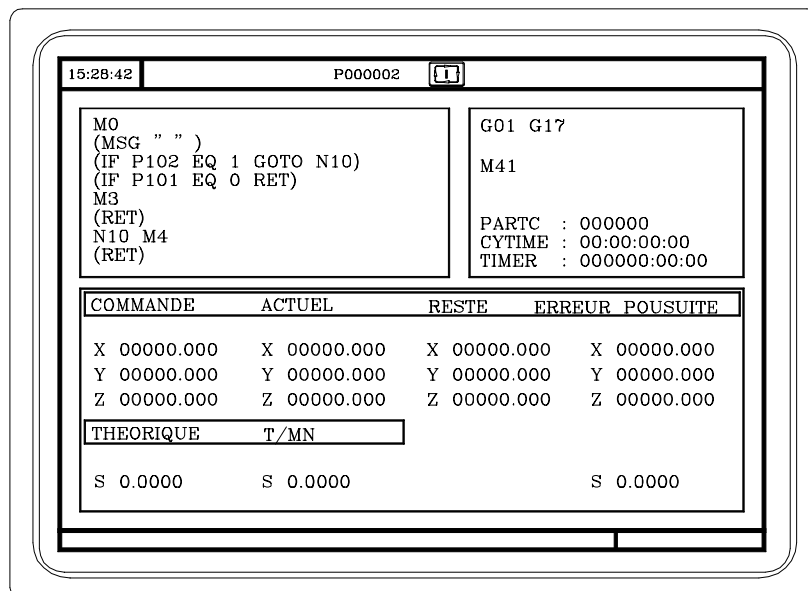 15:28:42 P000002
M0
(MSG " " )
(IF P102 EQ 1 GOTO N10)
(IF P101 EQ 0 RET)
M3
(RET)
N10 M4
(RET)
G01 G17
M41
PARTC : 000000
CYTIME : 00:00:00:00
TIMER : 000000:00:00
COMMANDE ACTUEL RESTE ERREUR POUSUITE
X 00000.000 X 00000.000 X 00000.000 X 00000.000
Y 00000.000 Y 00000.000 Y 00000.000 Y 00000.000
Z 00000.000 Z 00000.000 Z 00000.000 Z 00000.000
THEORIQUE T/MN
S 0.0000 S 0.0000 S 0.0000